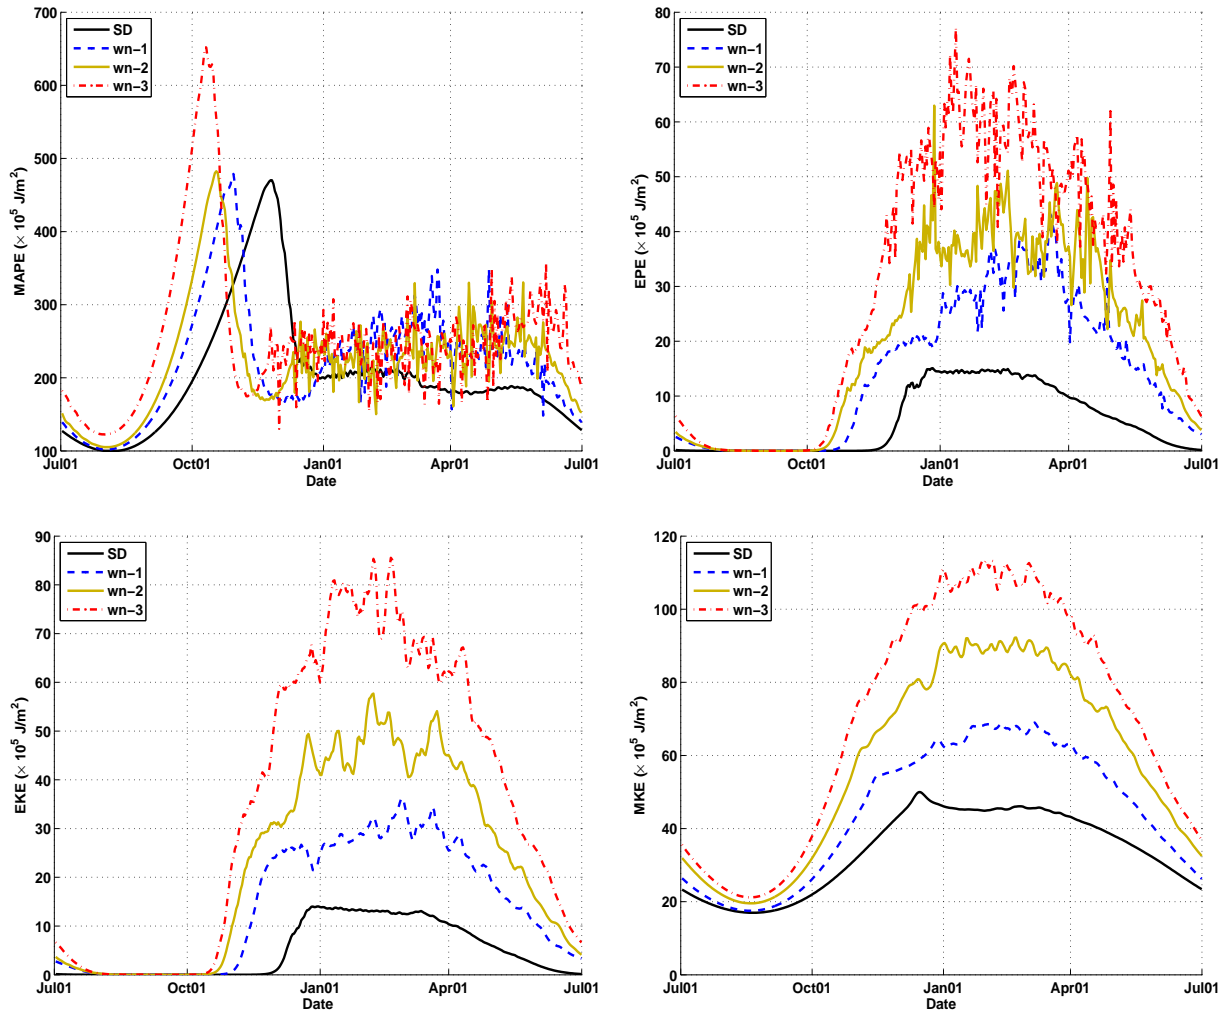 800
700
600
500
400
300
200
100
MAPE (× 10⁵ J/m²)
SD
wn−1
wn−2
wn−3
Jul01
Oct01
Jan01
Apr01
Jul01
Date
80
70
60
50
40
30
20
10
0
EPE (× 10⁵ J/m²)
SD
wn−1
wn−2
wn−3
Jul01
Oct01
Jan01
Apr01
Jul01
Date
90
80
70
60
50
40
30
20
10
0
EKE (× 10⁵ J/m²)
SD
wn−1
wn−2
wn−3
Jul01
Oct01
Jan01
Apr01
Jul01
Date
120
100
80
60
40
20
0
MKE (× 10⁵ J/m²)
SD
wn−1
wn−2
wn−3
Jul01
Oct01
Jan01
Apr01
Jul01
Date